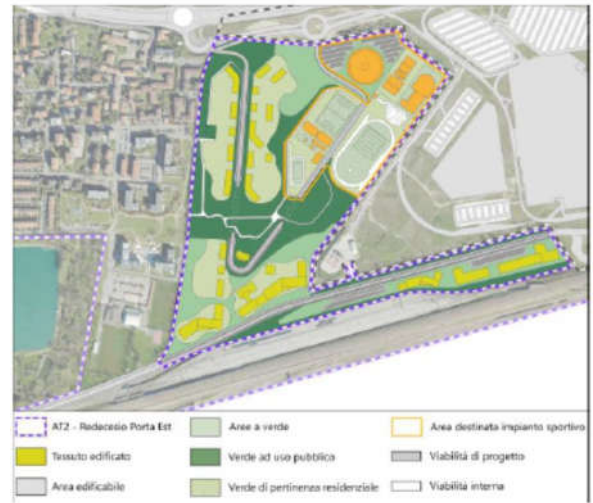 AT2 - Redecesio Porta Est
Aree a verde
Area destinata impianto sportivo
Tessuto edificato
Verde ad uso pubblico
Viabilità di progetto
Area edificabile
Verde di pertinenza residenziale
Viabilità interna